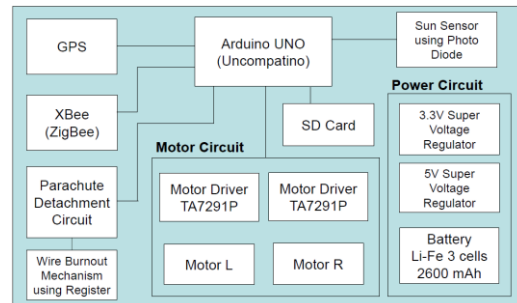 GPS
Arduino UNO
(Uncompatino)
Sun Sensor
using Photo
Diode
XBee
(ZigBee)
SD Card
Power Circuit
3.3V Super
Voltage
Regulator
5V Super
Voltage
Regulator
Battery
Li-Fe 3 cells
2600 mAh
Motor Circuit
Motor Driver
TA7291P
Motor Driver
TA7291P
Motor L
Motor R
Parachute
Detachment
Circuit
Wire Burnout
Mechanism
using Register